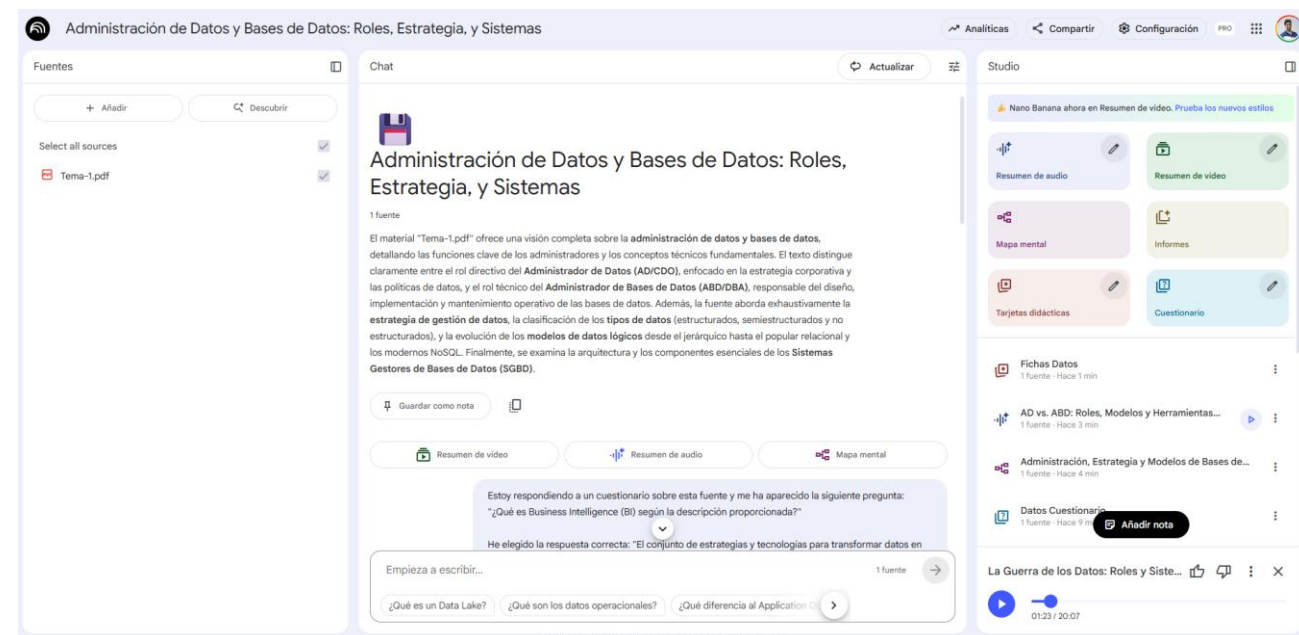 Administración de Datos y Bases de Datos: Roles, Estrategia, y Sistemas
Analíticas
Compartir
Configuración
PRO
Fuentes
+ Añadir
Descubrir
Select all sources
Tema-1.pdf
Chat
Actualizar
Administración de Datos y Bases de Datos: Roles,
Estrategia, y Sistemas
1 fuente
El material "Tema-1.pdf" ofrece una visión completa sobre la administración de datos y bases de datos,
detallando las funciones clave de los administradores y los conceptos técnicos fundamentales. El texto distingue
claramente entre el rol directivo del Administrador de Datos (AD/CDO), enfocado en la estrategia corporativa y
las políticas de datos, y el rol técnico del Administrador de Bases de Datos (ABD/DBA), responsable del diseño,
implementación y mantenimiento operativo de las bases de datos. Además, la fuente aborda exhaustivamente la
estrategia de gestión de datos, la clasificación de los tipos de datos (estructurados, semiestructurados y no
estructurados), y la evolución de los modelos de datos lógicos desde el jerárquico hasta el popular relacional y
los modernos NoSQL. Finalmente, se examina la arquitectura y los componentes esenciales de los Sistemas
Gestores de Bases de Datos (SGBD).
Guardar como nota
Resumen de vídeo
Resumen de audio
Mapa mental
Estoy respondiendo a un cuestionario sobre esta fuente y me ha aparecido la siguiente pregunta:
"¿Qué es Business Intelligence (BI) según la descripción proporcionada?"
He elegido la respuesta correcta: "El conjunto de estrategias y tecnologías para transformar datos en
Empieza a escribir...
1 fuente
¿Qué es un Data Lake?
¿Qué son los datos operacionales?
¿Qué diferencia al Application
Studio
Nano Banana ahora en Resumen de vídeo. Prueba los nuevos estilos
Resumen de audio
Resumen de vídeo
Mapa mental
Informes
Tarjetas didácticas
Cuestionario
Fichas Datos
1 fuente · Hace 1 min
AD vs. ABD: Roles, Modelos y Herramientas...
1 fuente · Hace 3 min
Administración, Estrategia y Modelos de Bases de...
1 fuente · Hace 4 min
Datos Cuestionario
1 fuente · Hace 9
Añadir nota
La Guerra de los Datos: Roles y Siste...
01:23 / 20:07